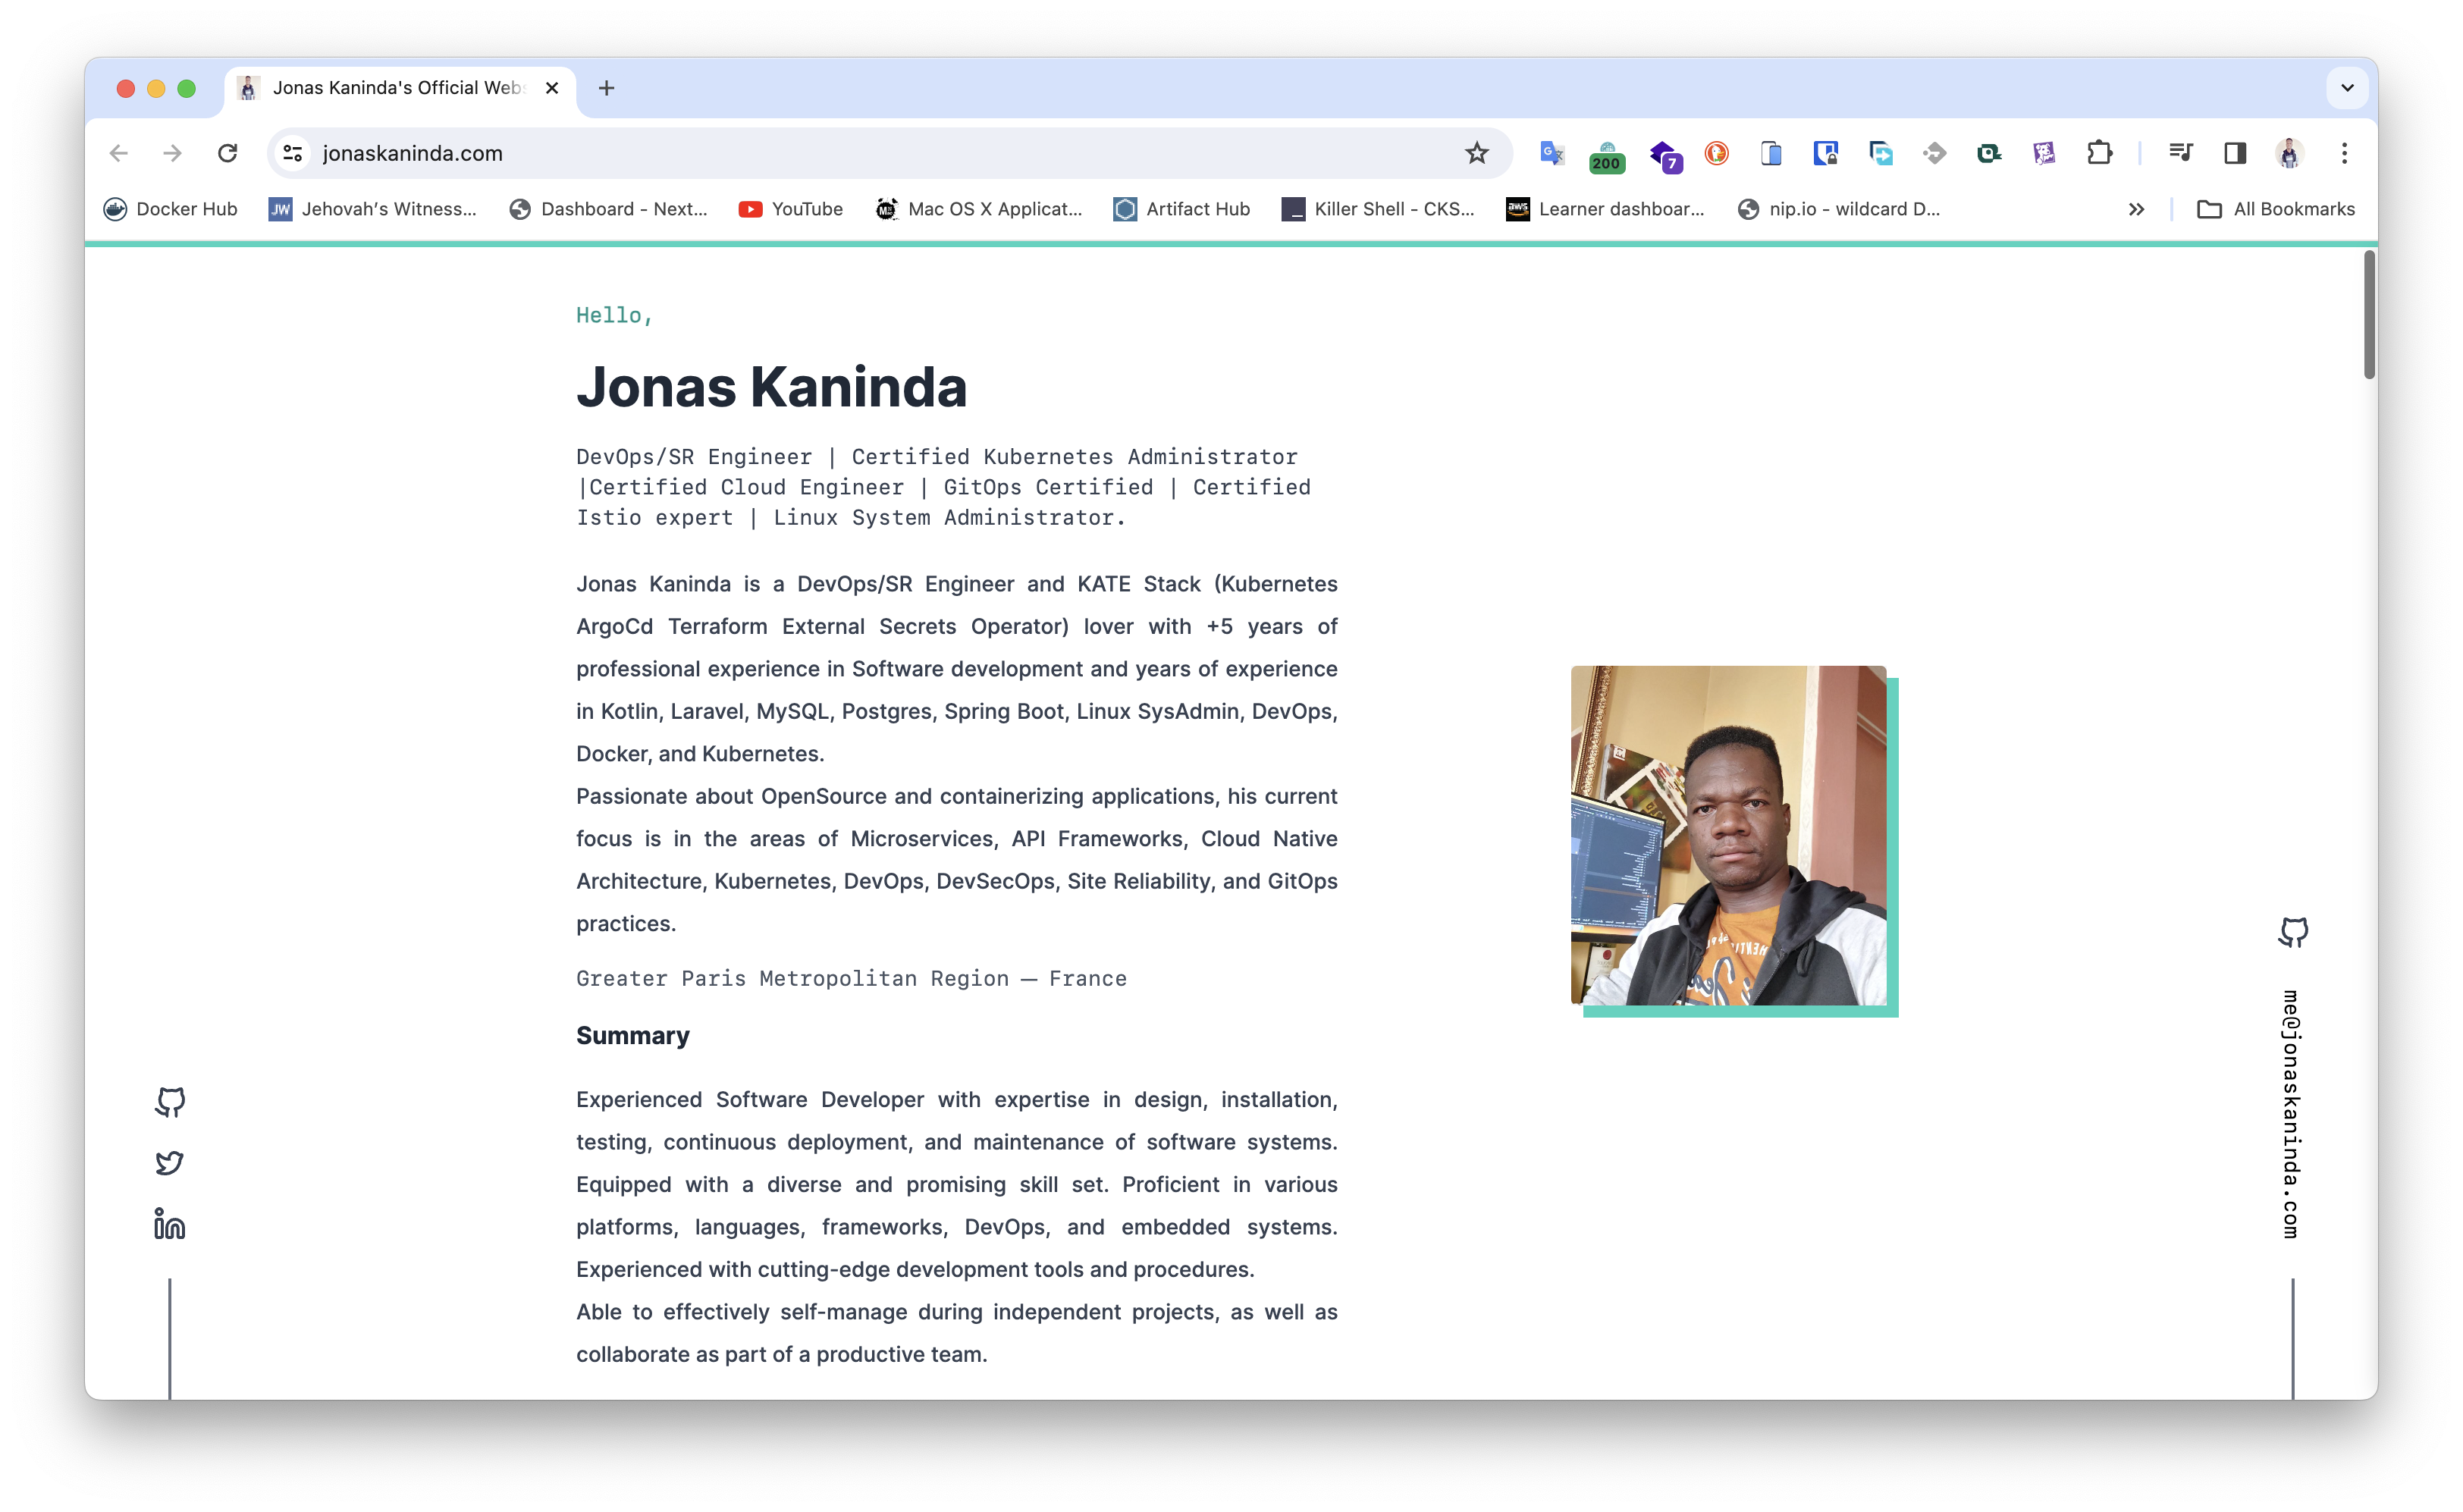 Jonas Kaninda's Official Web
jonaskaninda.com
200
7
Docker Hub
JW
Jehovah's Witness...
Dashboard - Next...
YouTube
Mac OS X Applicat...
Artifact Hub
Killer Shell - CKS...
aws
Learner dashboar...
nip.io - wildcard D...
All Bookmarks
Hello,
Jonas Kaninda
DevOps/SR Engineer | Certified Kubernetes Administrator
|Certified Cloud Engineer | GitOps Certified | Certified
Istio expert | Linux System Administrator.
Jonas Kaninda is a DevOps/SR Engineer and KATE Stack (Kubernetes
ArgoCd Terraform External Secrets Operator) lover with +5 years of
professional experience in Software development and years of experience
in Kotlin, Laravel, MySQL, Postgres, Spring Boot, Linux SysAdmin, DevOps,
Docker, and Kubernetes.
Passionate about OpenSource and containerizing applications, his current
focus is in the areas of Microservices, API Frameworks, Cloud Native
Architecture, Kubernetes, DevOps, DevSecOps, Site Reliability, and GitOps
practices.
Greater Paris Metropolitan Region — France
Summary
Experienced Software Developer with expertise in design, installation,
testing, continuous deployment, and maintenance of software systems.
Equipped with a diverse and promising skill set. Proficient in various
platforms, languages, frameworks, DevOps, and embedded systems.
Experienced with cutting-edge development tools and procedures.
Able to effectively self-manage during independent projects, as well as
collaborate as part of a productive team.
me@jonaskaninda.com